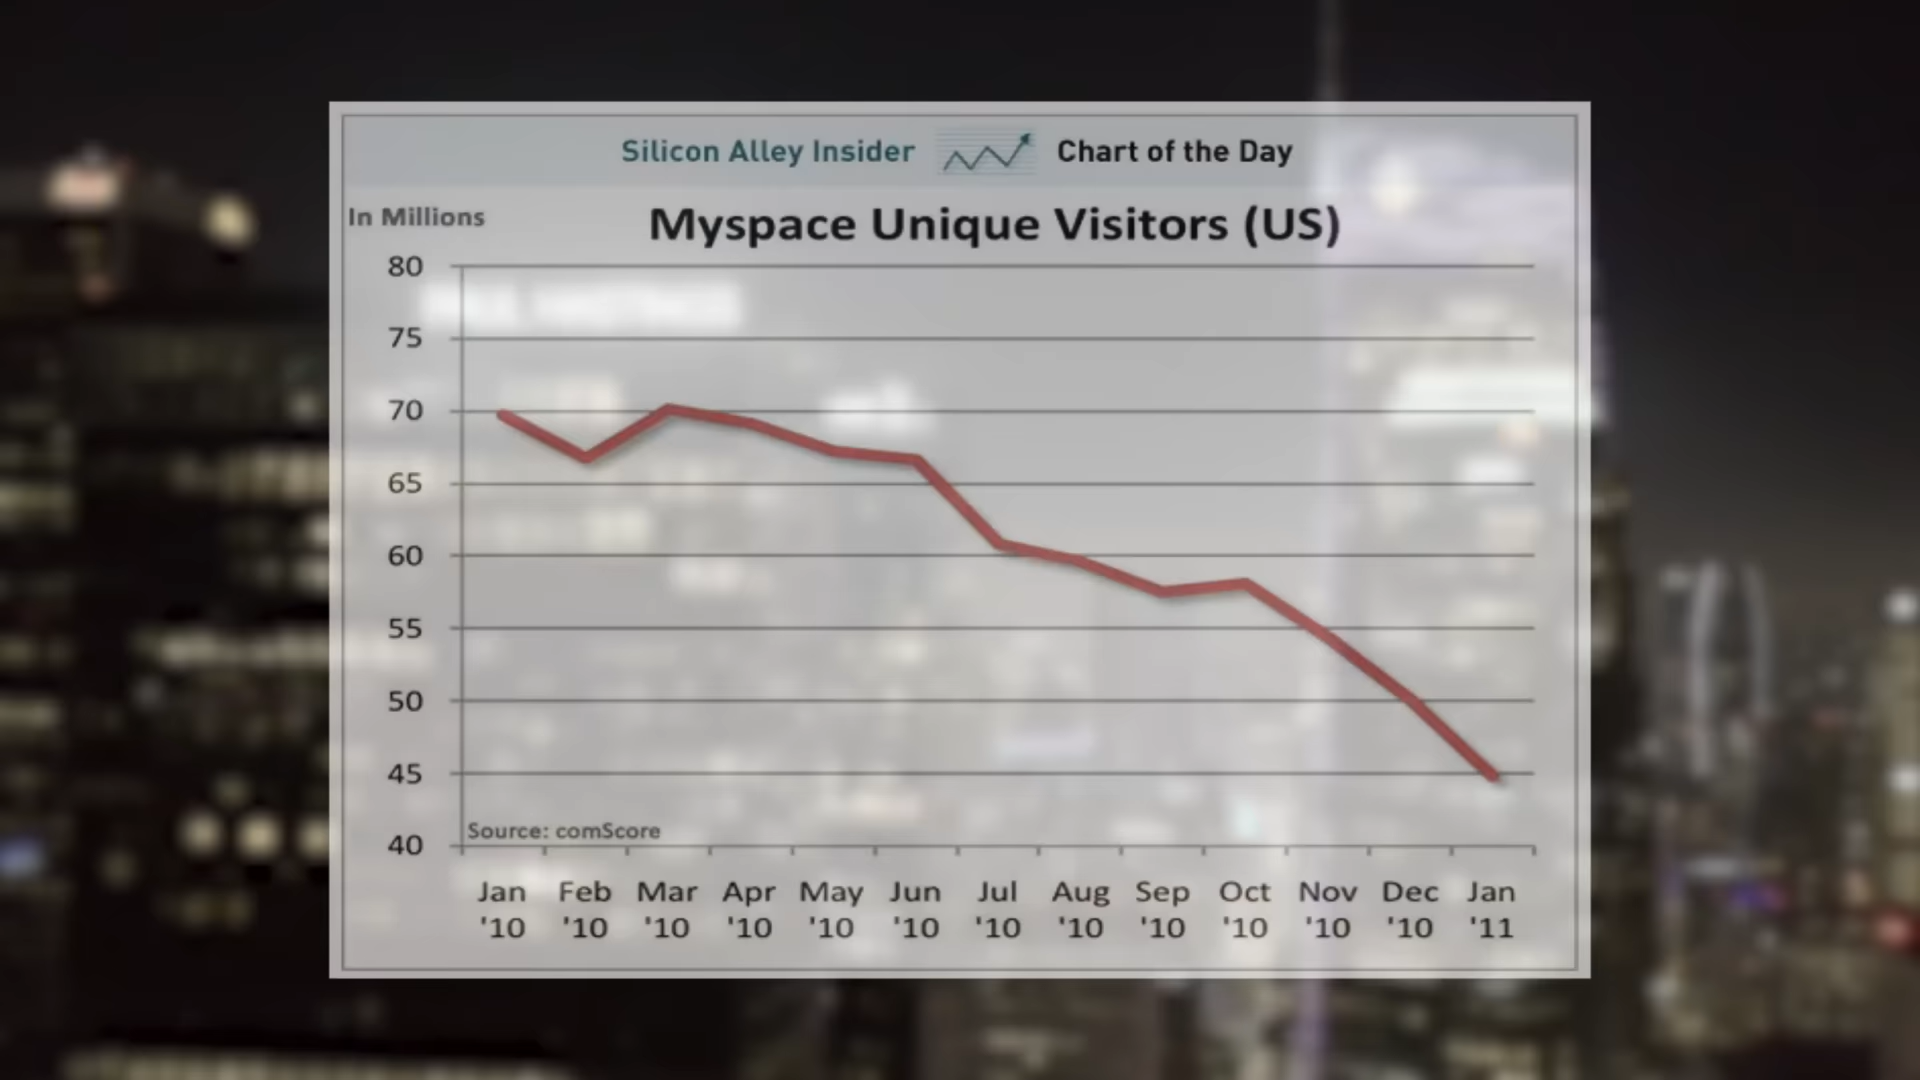 Silicon Alley Insider Chart of the Day
In Millions
Myspace Unique Visitors (US)
80
75
70
65
60
55
50
45
40
Source: comScore
Jan Feb Mar Apr May Jun Jul Aug Sep Oct Nov Dec Jan
'10 '10 '10 '10 '10 '10 '10 '10 '10 '10 '10 '10 '11